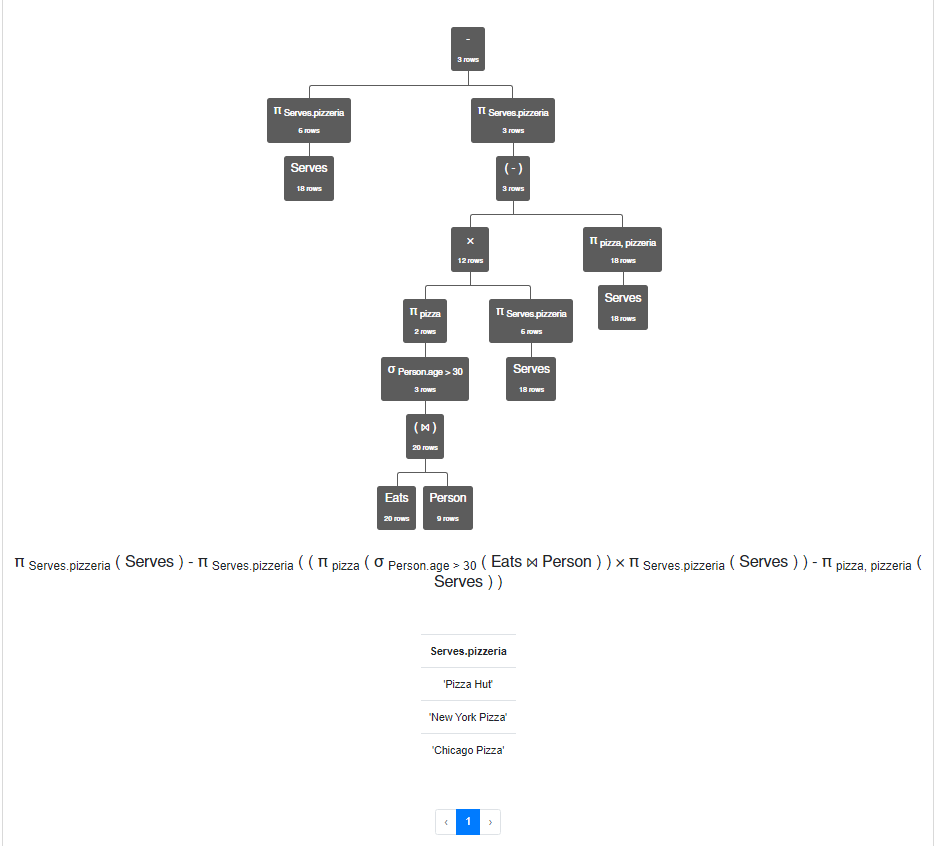 -
3 rows
π Serves.pizzeria
6 rows
π Serves.pizzeria
3 rows
Serves
18 rows
( - )
3 rows
×
12 rows
π pizza, pizzeria
18 rows
π pizza
2 rows
π Serves.pizzeria
6 rows
Serves
18 rows
σ Person.age > 30
3 rows
Serves
18 rows
( ⋈ )
20 rows
Eats
20 rows
Person
9 rows
π Serves.pizzeria ( Serves ) - π Serves.pizzeria ( ( π pizza ( σ Person.age > 30 ( Eats ⋈ Person ) ) × π Serves.pizzeria ( Serves ) ) - π pizza, pizzeria (
Serves ) )
Serves.pizzeria
'Pizza Hut'
'New York Pizza'
'Chicago Pizza'
‹ 1 ›